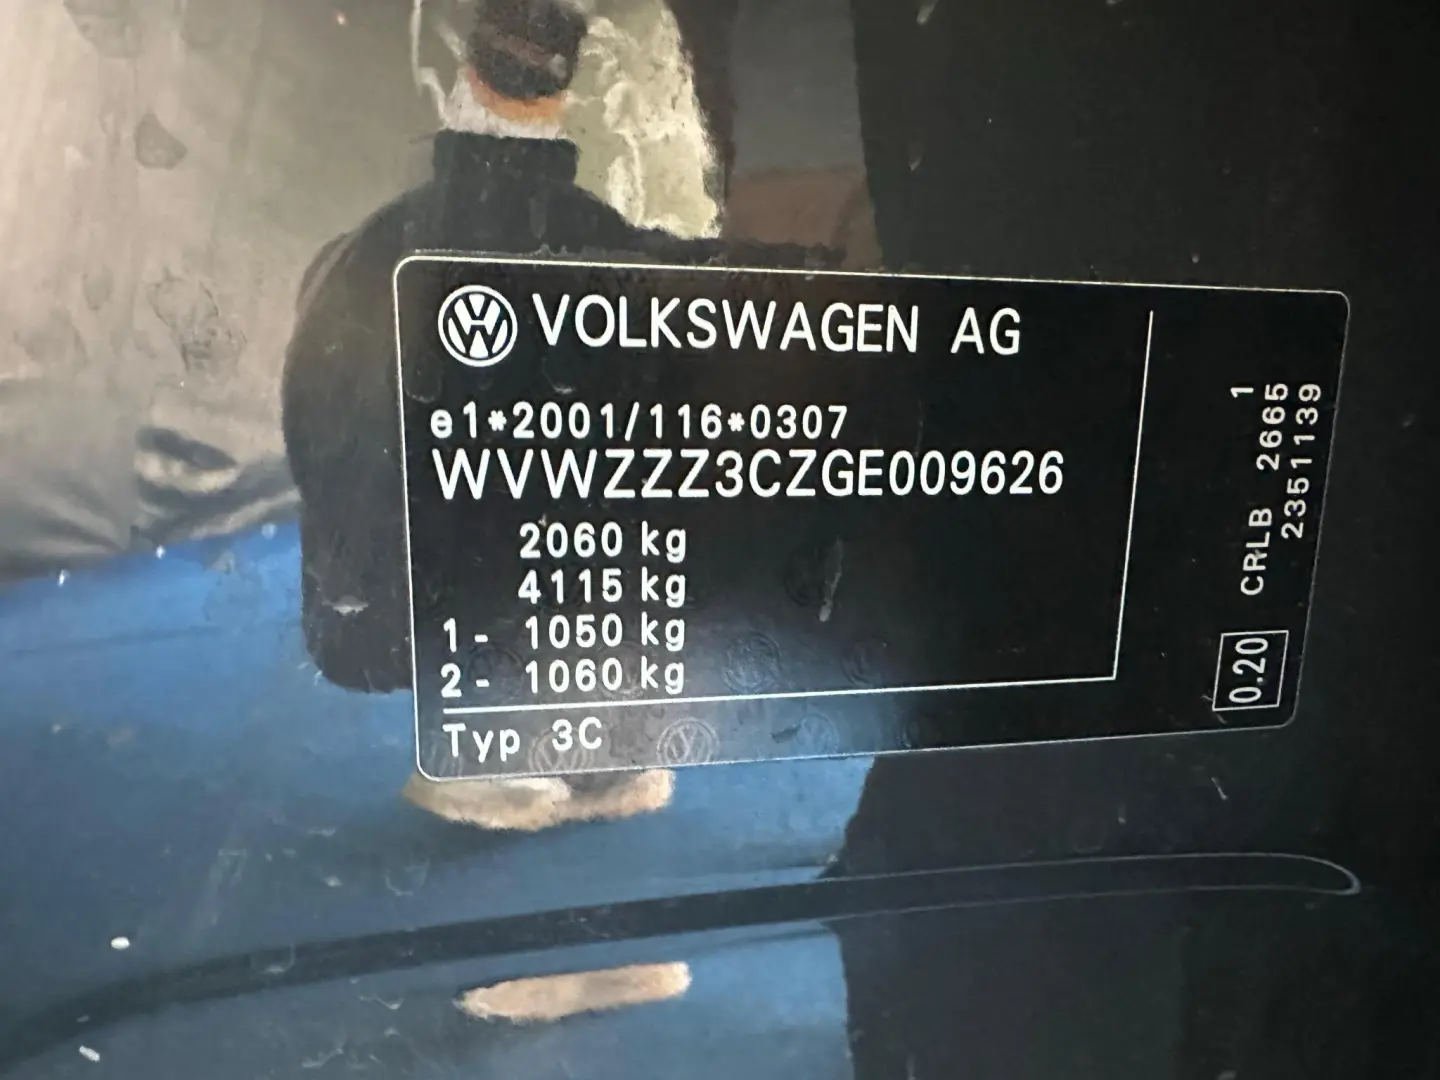 VOLKSWAGEN AG
e1*2001/116*0307
WVWZZZ3CZGE009626
2060 kg
4115 kg
1- 1050 kg
2- 1060 kg
Typ 3C
1
CRLB 2665
2351139
0.20